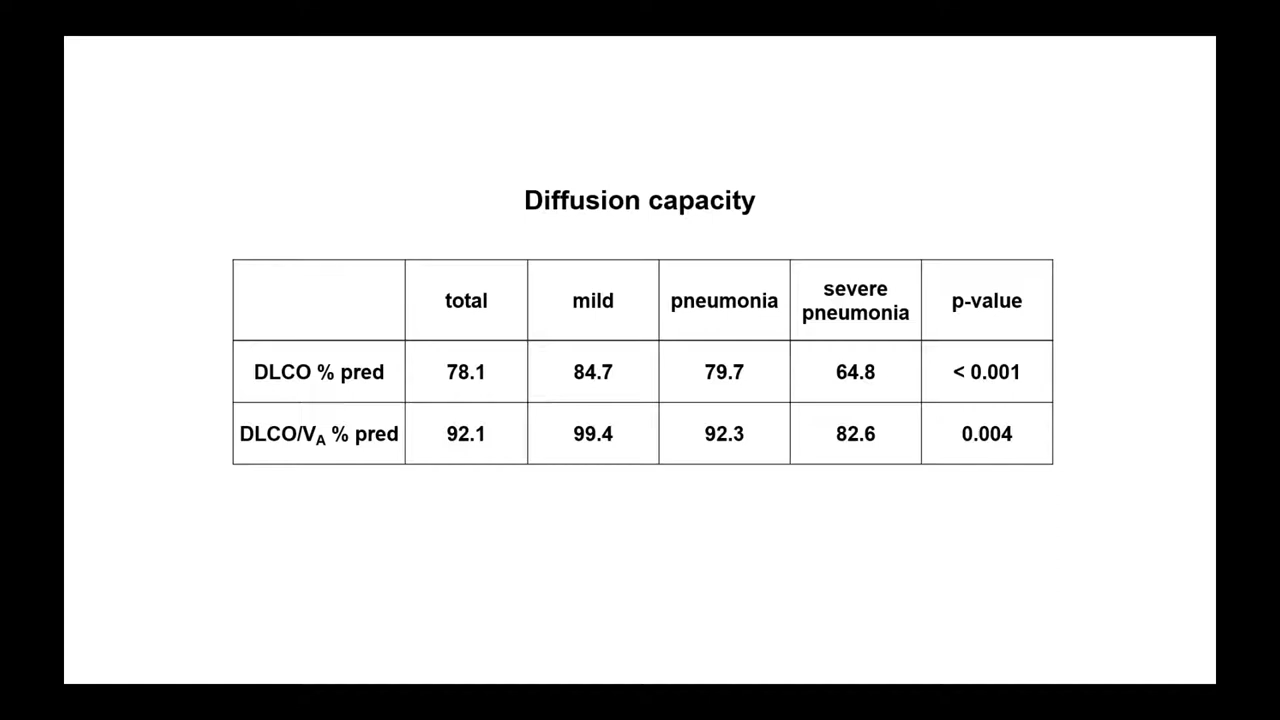 Diffusion capacity
total mild pneumonia severe pneumonia p-value
DLCO % pred 78.1 84.7 79.7 64.8 < 0.001
DLCO/VA % pred 92.1 99.4 92.3 82.6 0.004